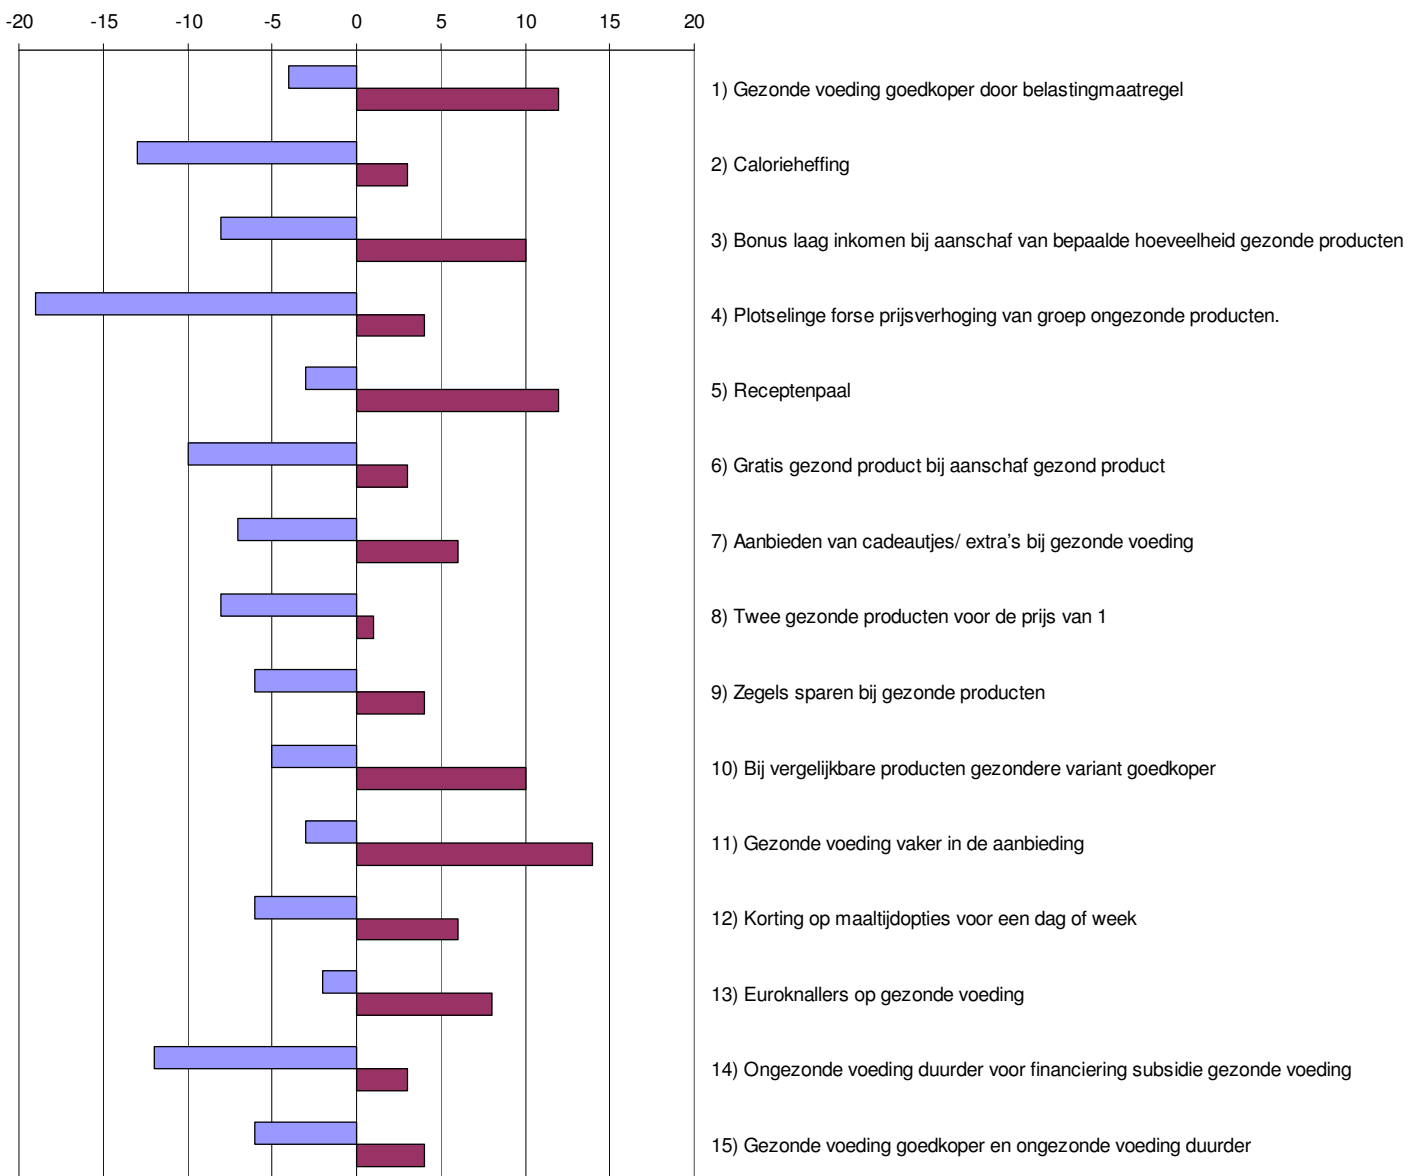 -20 -15 -10 -5 0 5 10 15 20
1) Gezonde voeding goedkoper door belastingmaatregel
2) Calorieheffing
3) Bonus laag inkomen bij aanschaf van bepaalde hoeveelheid gezonde producten
4) Plotselinge forse prijsverhoging van groep ongezonde producten.
5) Receptenpaal
6) Gratis gezond product bij aanschaf gezond product
7) Aanbieden van cadeautjes/ extra's bij gezonde voeding
8) Twee gezonde producten voor de prijs van 1
9) Zegels sparen bij gezonde producten
10) Bij vergelijkbare producten gezondere variant goedkoper
11) Gezonde voeding vaker in de aanbieding
12) Korting op maaltijdopties voor een dag of week
13) Euroknallers op gezonde voeding
14) Ongezonde voeding duurder voor financiering subsidie gezonde voeding
15) Gezonde voeding goedkoper en ongezonde voeding duurder